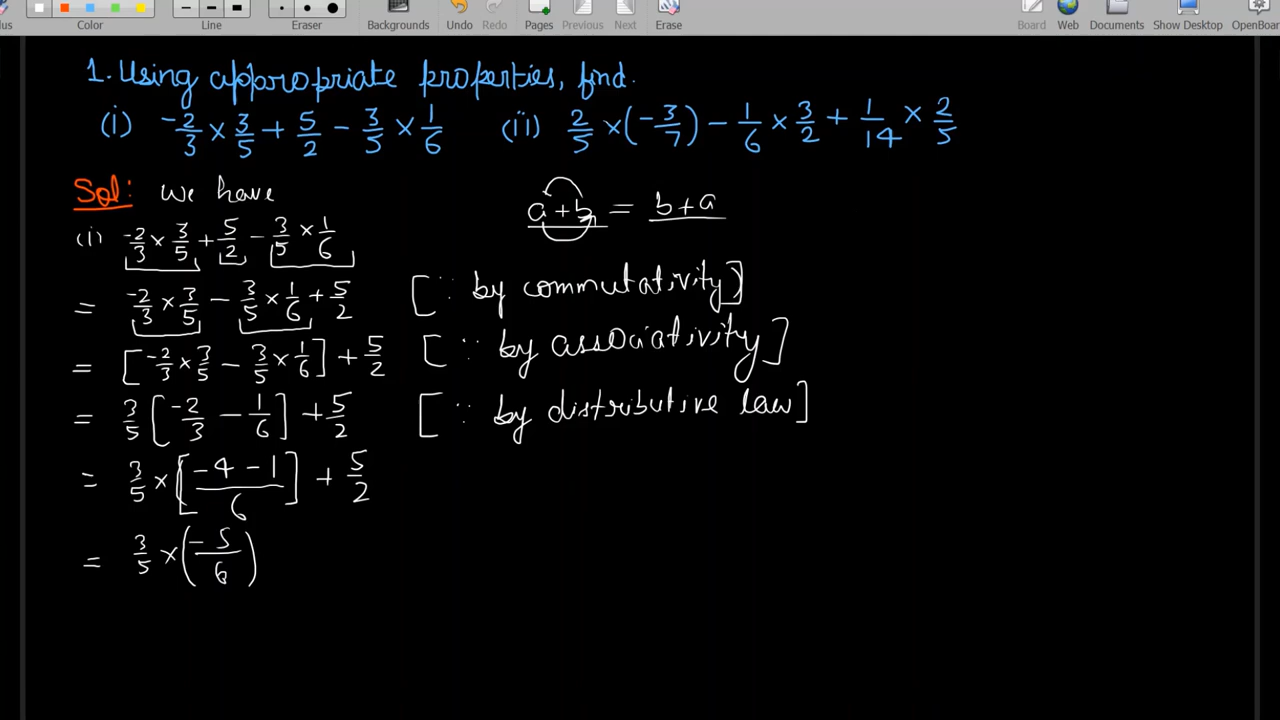 Color Line Eraser Backgrounds Undo Redo Pages Previous Next Erase Board Web Documents Show Desktop OpenBoar
1. Using appropriate properties, find.
(i) -2/3 × 3/5 + 5/2 - 3/5 × 1/6 (ii) 2/5 × (-3/7) - 1/6 × 3/2 + 1/14 × 2/5
Sol: we have
a + b = b + a
(i) -2/3 × 3/5 + 5/2 - 3/5 × 1/6
= -2/3 × 3/5 - 3/5 × 1/6 + 5/2 [∵ by commutativity]
= [-2/3 × 3/5 - 3/5 × 1/6] + 5/2 [∵ by associativity]
= 3/5 [-2/3 - 1/6] + 5/2 [∵ by distributive law]
= 3/5 × [-4 - 1/6] + 5/2
= 3/5 × (-5/6)